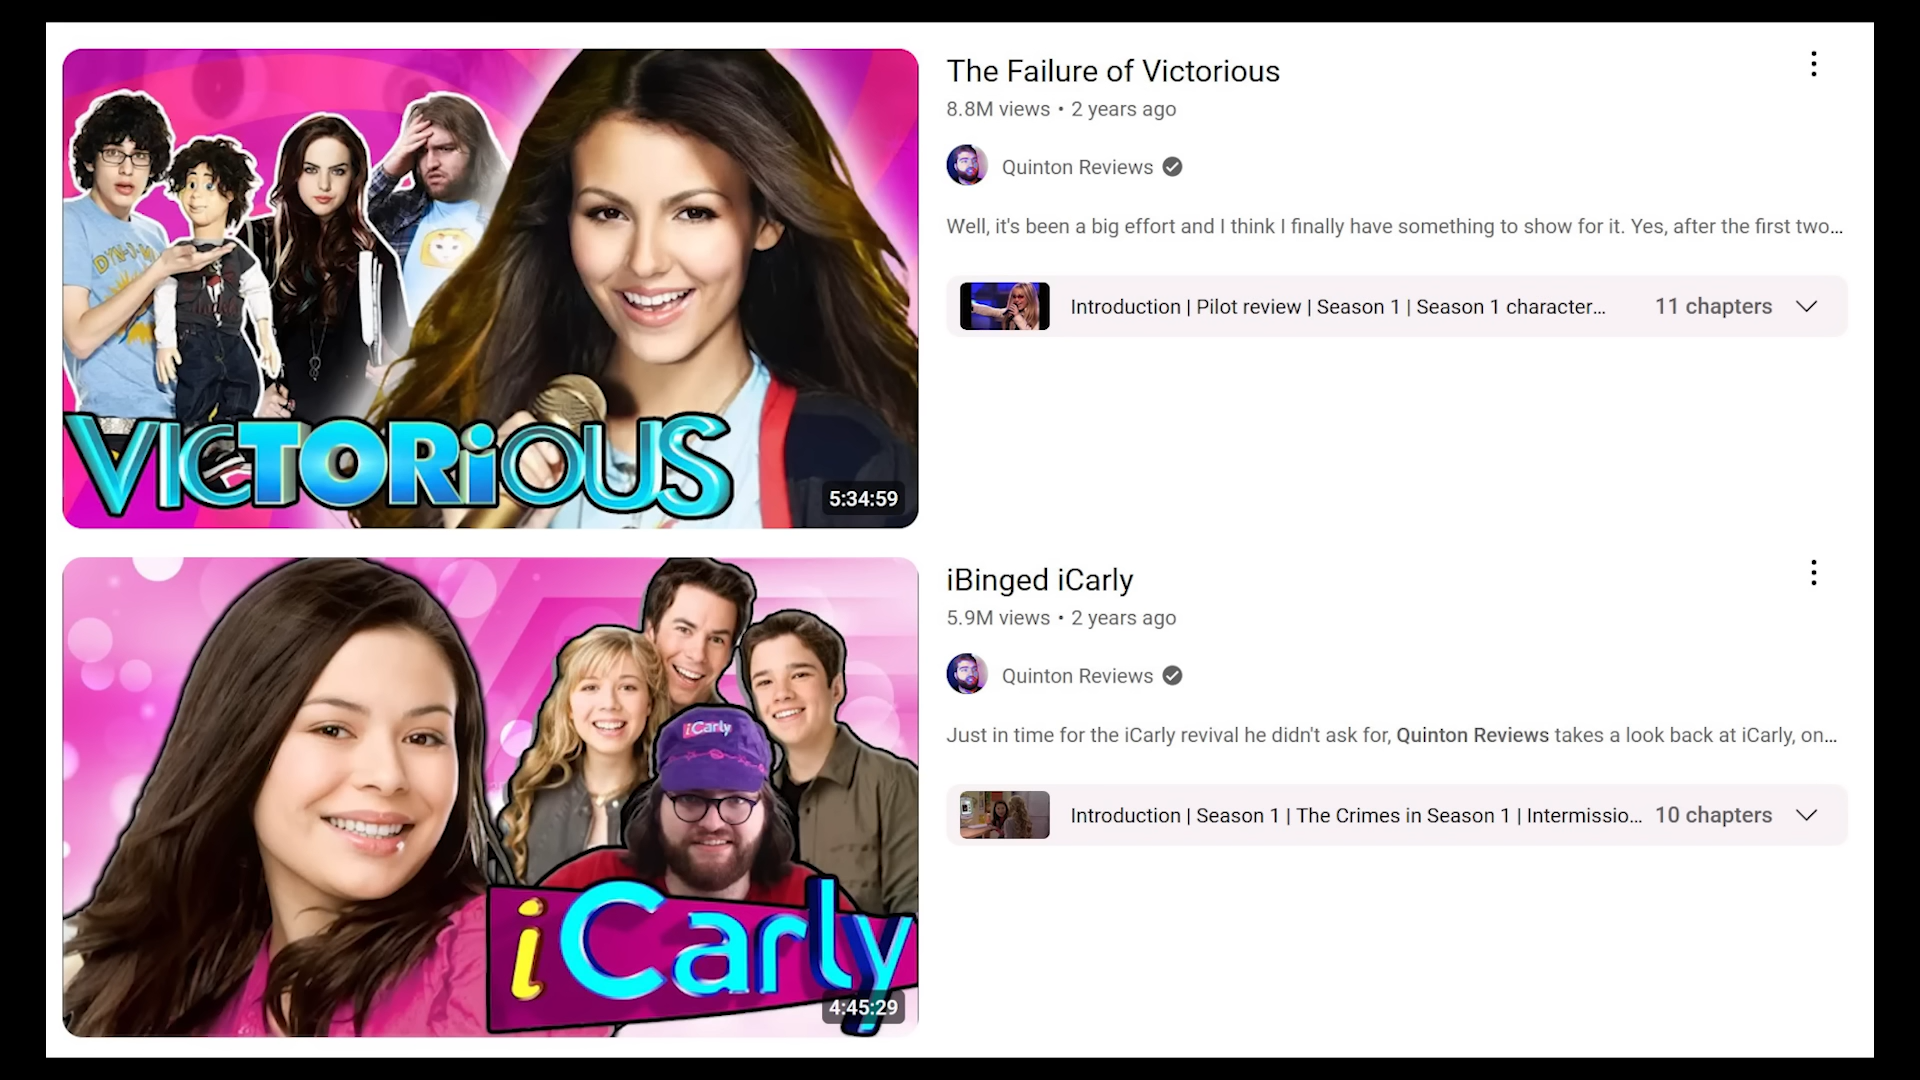 The Failure of Victorious
8.8M views • 2 years ago
Quinton Reviews
Well, it's been a big effort and I think I finally have something to show for it. Yes, after the first two...
Introduction | Pilot review | Season 1 | Season 1 character...
11 chapters
DYN-O-M
VICTORiOUS
5:34:59
iBinged iCarly
5.9M views • 2 years ago
Quinton Reviews
Just in time for the iCarly revival he didn't ask for, Quinton Reviews takes a look back at iCarly, on...
Introduction | Season 1 | The Crimes in Season 1 | Intermissio...
10 chapters
iCarly
iCarly
4:45:29